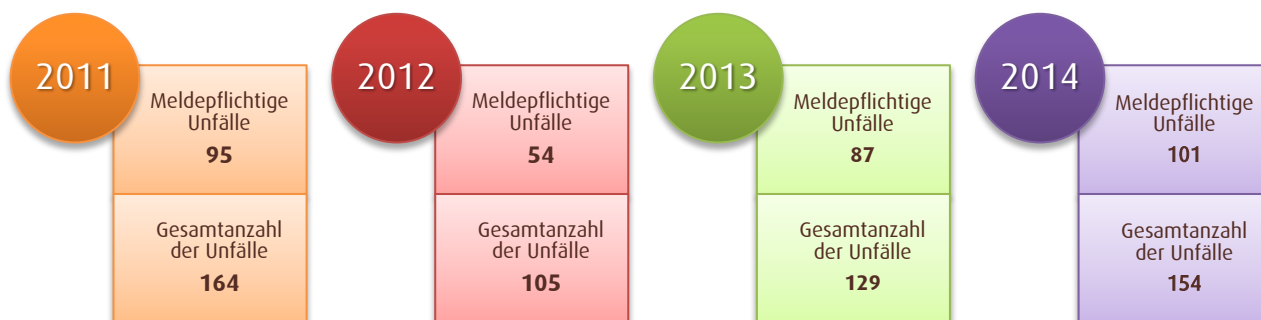 2011
Meldepflichtige
Unfälle
95
Gesamtanzahl
der Unfälle
164
2012
Meldepflichtige
Unfälle
54
Gesamtanzahl
der Unfälle
105
2013
Meldepflichtige
Unfälle
87
Gesamtanzahl
der Unfälle
129
2014
Meldepflichtige
Unfälle
101
Gesamtanzahl
der Unfälle
154